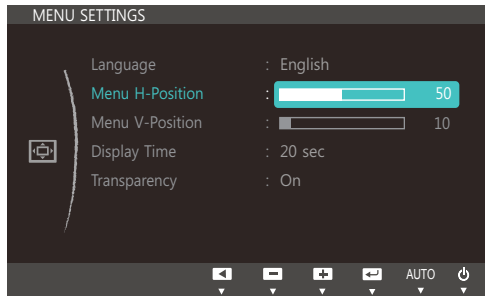 MENU SETTINGS
Language : English
Menu H-Position : 50
Menu V-Position : 10
Display Time : 20 sec
Transparency : On
AUTO